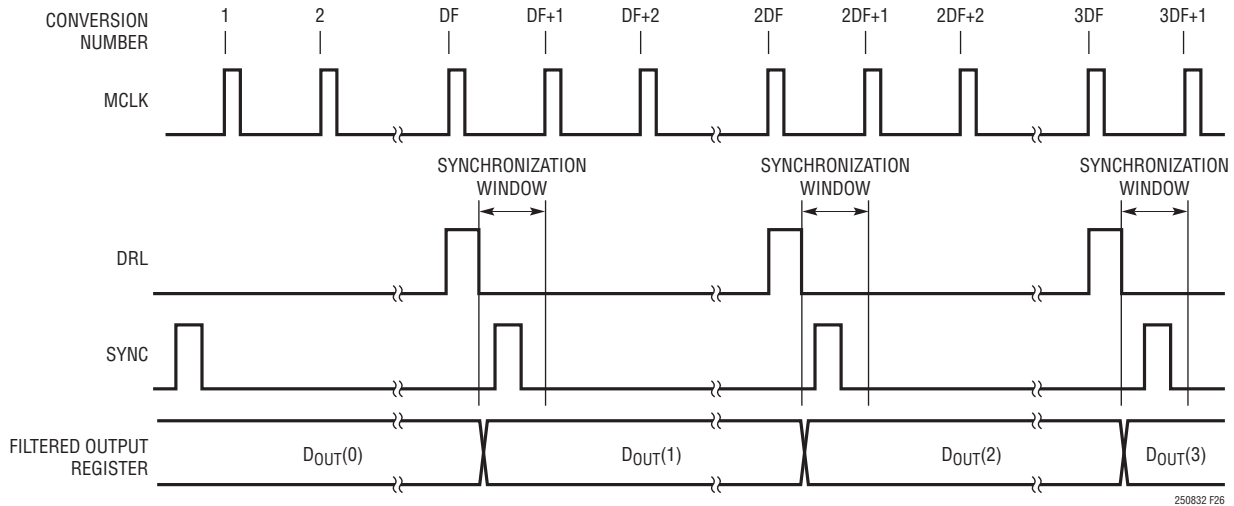 CONVERSION
NUMBER
1 2 DF DF+1 DF+2 2DF 2DF+1 2DF+2 3DF 3DF+1
MCLK
SYNCHRONIZATION
WINDOW
SYNCHRONIZATION
WINDOW
SYNCHRONIZATION
WINDOW
DRL
SYNC
FILTERED OUTPUT
REGISTER
DOUT(0) DOUT(1) DOUT(2) DOUT(3)
250832 F26